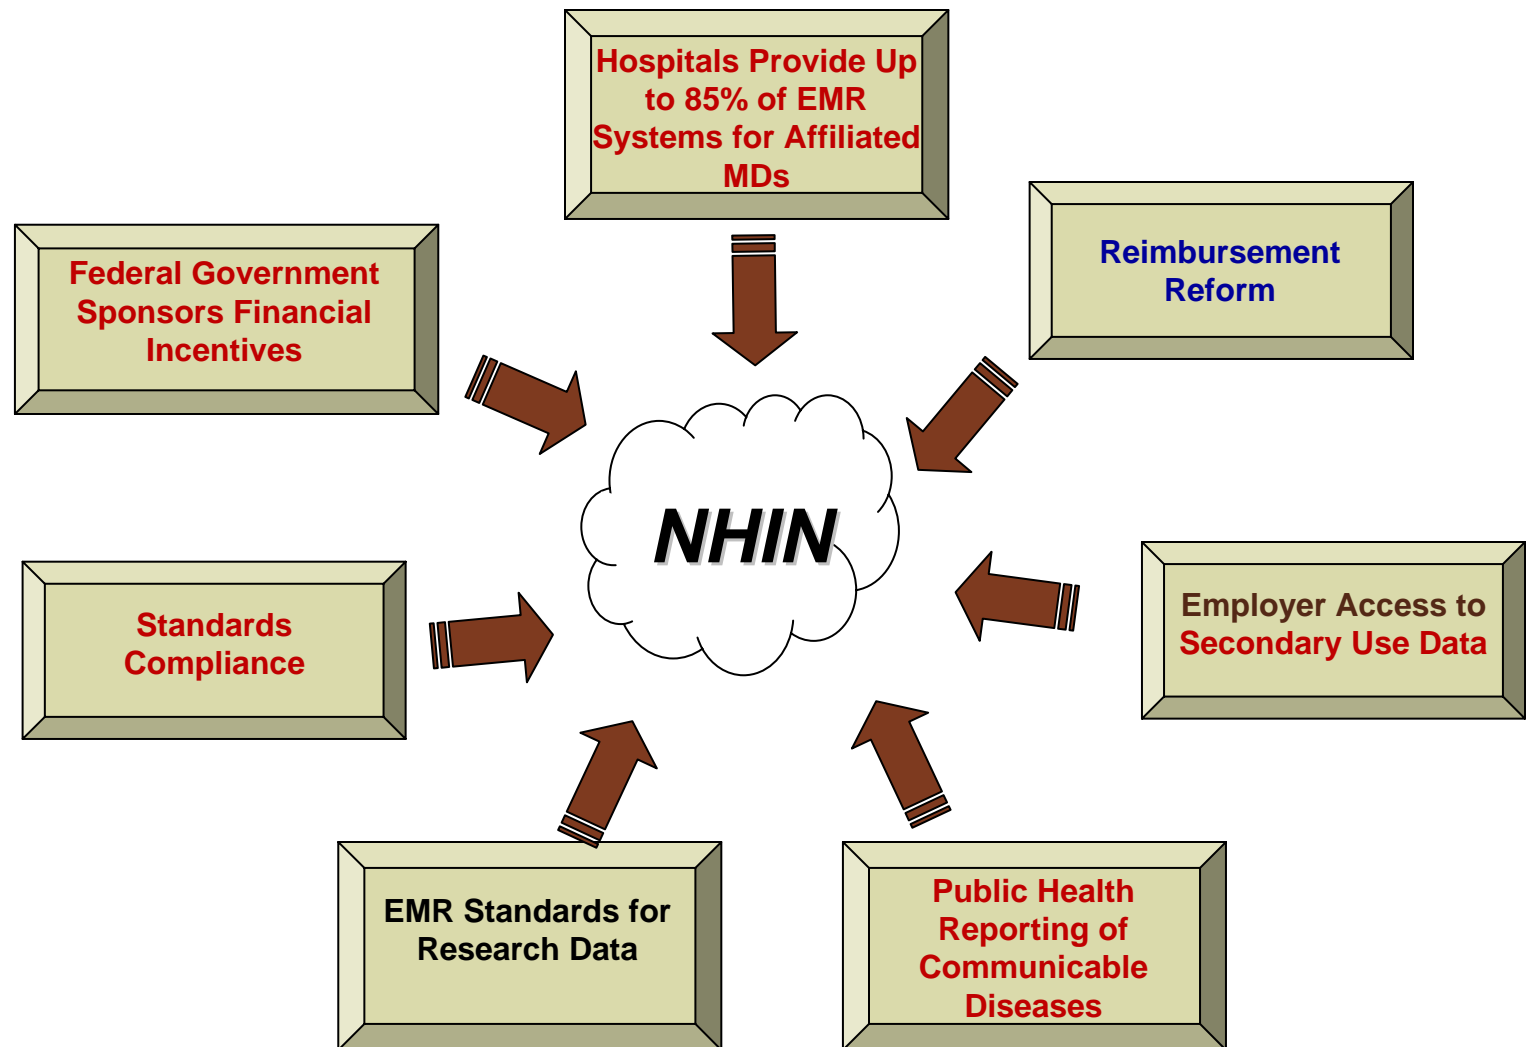 Hospitals Provide Up
to 85% of EMR
Systems for Affiliated
MDs
Reimbursement
Reform
Federal Government
Sponsors Financial
Incentives
NHIN
Employer Access to
Secondary Use Data
Standards
Compliance
EMR Standards for
Research Data
Public Health
Reporting of
Communicable
Diseases